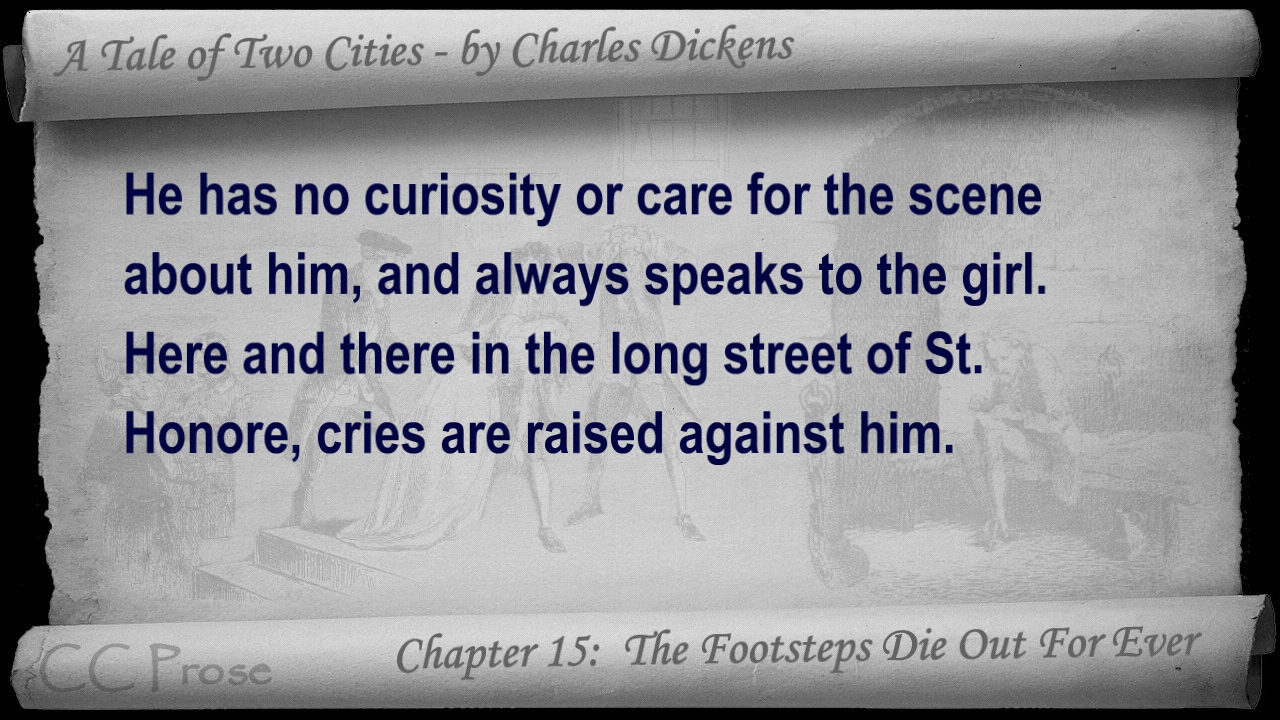 A Tale of Two Cities - by Charles Dickens
He has no curiosity or care for the scene
about him, and always speaks to the girl.
Here and there in the long street of St.
Honore, cries are raised against him.
CC Prose
Chapter 15: The Footsteps Die Out For Ever